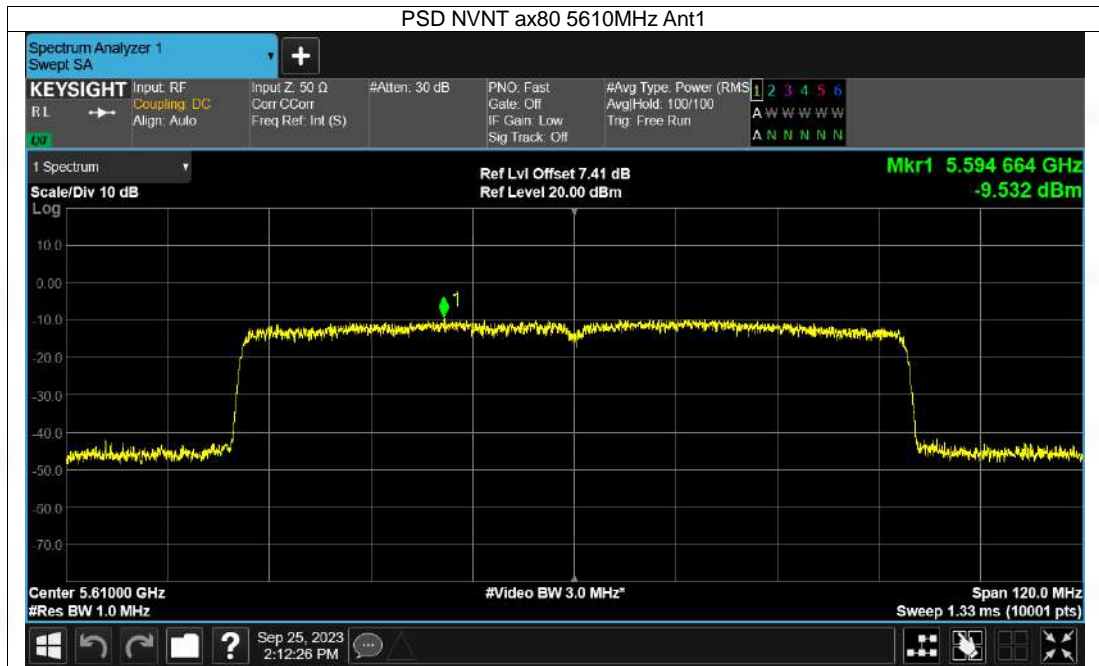 PSD NVNT ax80 5610MHz Ant1
Spectrum Analyzer 1
Swept SA
KEYSIGHT
R L
LXI
Input: RF
Coupling: DC
Align: Auto
Input Z: 50 Ω
Corr CCorr
Freq Ref: Int (S)
#Atten: 30 dB
PNO: Fast
Gate: Off
IF Gain: Low
Sig Track: Off
#Avg Type: Power (RMS
Avg|Hold: 100/100
Trig: Free Run
1 2 3 4 5 6
A W W W W W
A N N N N N
1 Spectrum
Scale/Div 10 dB
Ref Lvl Offset 7.41 dB
Ref Level 20.00 dBm
Mkr1 5.594 664 GHz
-9.532 dBm
Log
10.0
0.00
-10.0
-20.0
-30.0
-40.0
-50.0
-60.0
-70.0
1
Center 5.61000 GHz
#Res BW 1.0 MHz
#Video BW 3.0 MHz*
Span 120.0 MHz
Sweep 1.33 ms (10001 pts)
?
Sep 25, 2023
2:12:26 PM